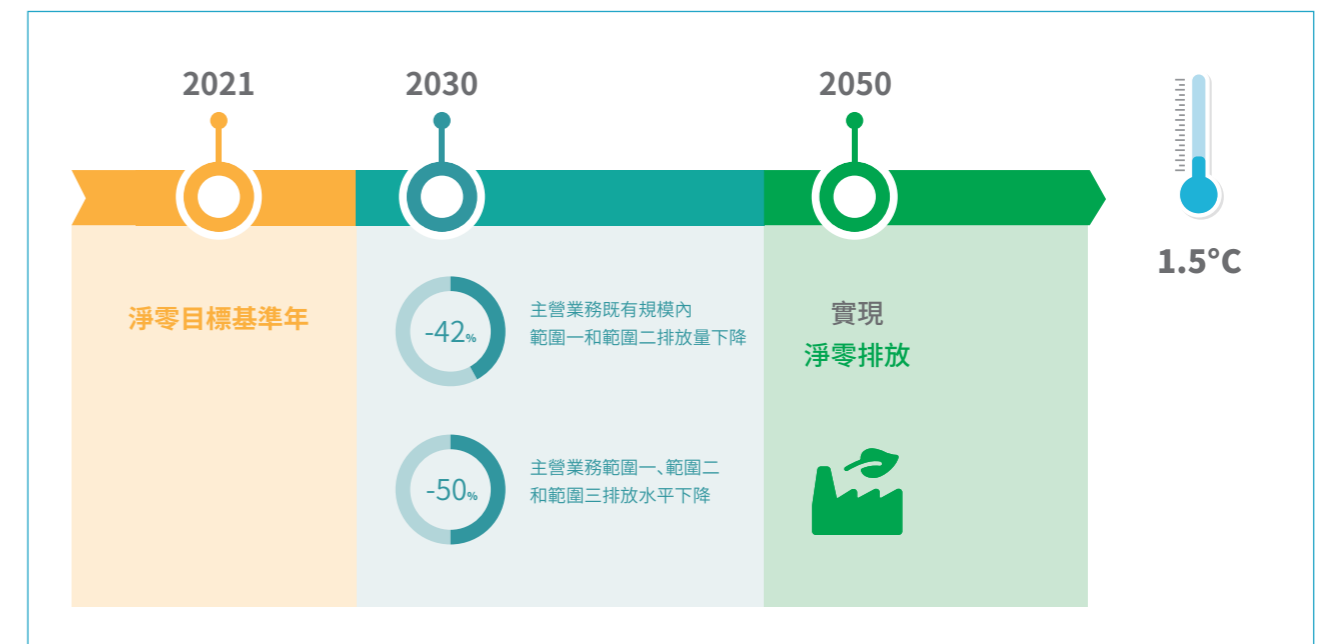 2021
2030
2050
1.5°C
淨零目標基準年
-42%
主營業務既有規模內
範圍一和範圍二排放量下降
-50%
主營業務範圍一、範圍二
和範圍三排放水平下降
實現
淨零排放